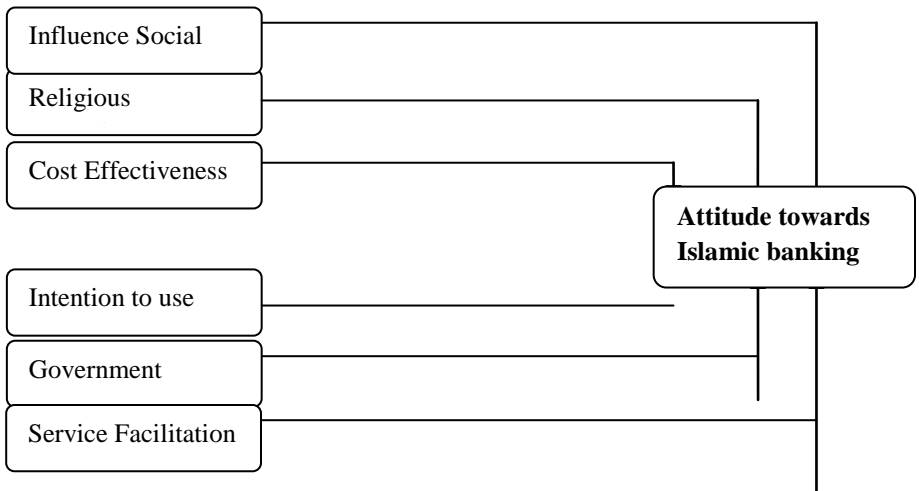 Influence Social
Religious
Cost Effectiveness
Attitude towards
Islamic banking
Intention to use
Government
Service Facilitation